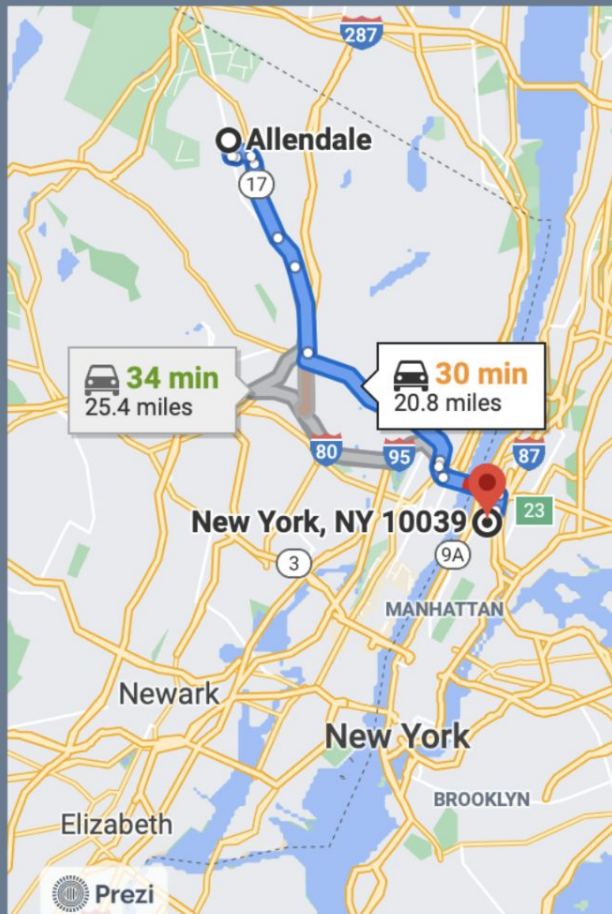 287
Allendale
17
34 min
25.4 miles
30 min
20.8 miles
80
95
87
New York, NY 10039
23
3
9A
MANHATTAN
Newark
New York
BROOKLYN
Elizabeth
Prezi